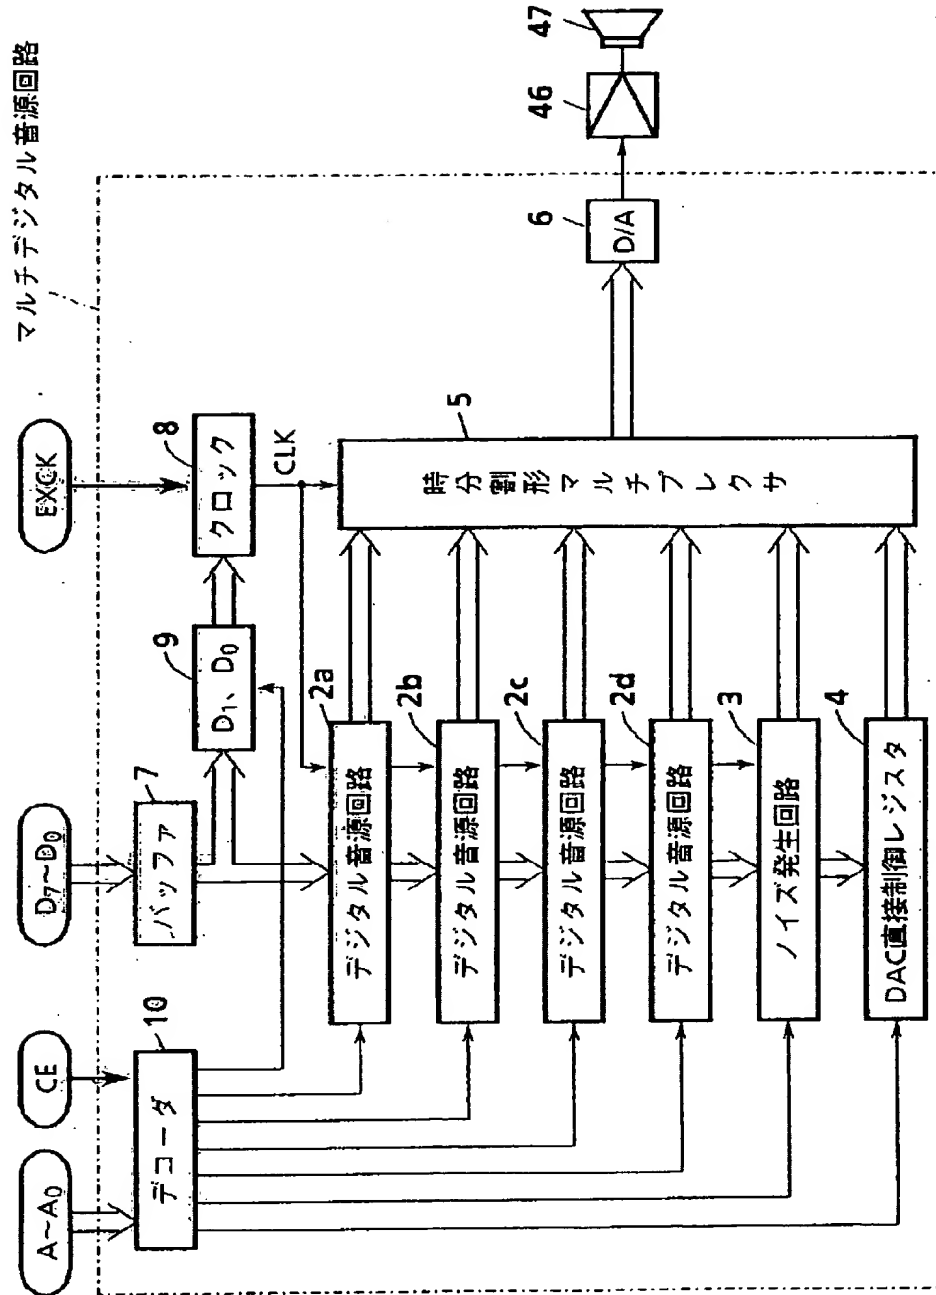 マルチデジタル音源回路
A~A₀
CE
D₇~D₀
EXCK
デコーダ
10
バッファ
7
D₁、D₀
9
クロック
8
CLK
デジタル音源回路
2a
デジタル音源回路
2b
デジタル音源回路
2c
デジタル音源回路
2d
ノイズ発生回路
3
DAC直接制御レジスタ
4
時分割形マルチプレクサ
5
D/A
6
46
47